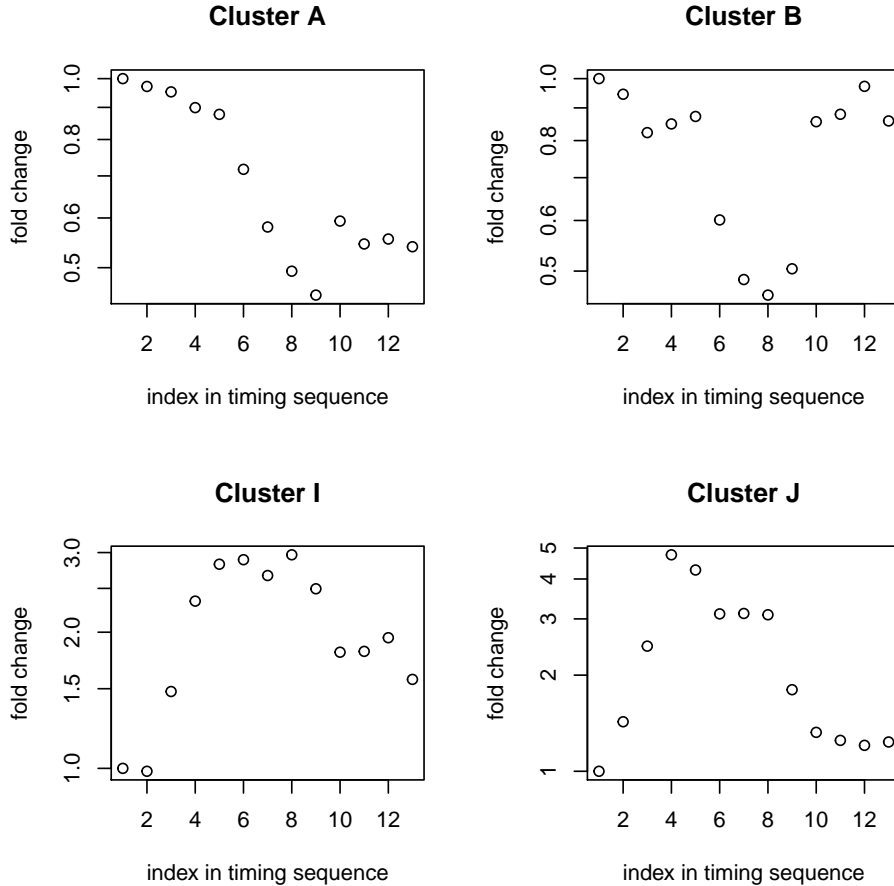 Cluster A
fold change
1.0
0.8
0.6
0.5
2 4 6 8 10 12
index in timing sequence
Cluster B
fold change
1.0
0.8
0.6
0.5
2 4 6 8 10 12
index in timing sequence
Cluster I
fold change
3.0
2.0
1.5
1.0
2 4 6 8 10 12
index in timing sequence
Cluster J
fold change
5
4
3
2
1
2 4 6 8 10 12
index in timing sequence